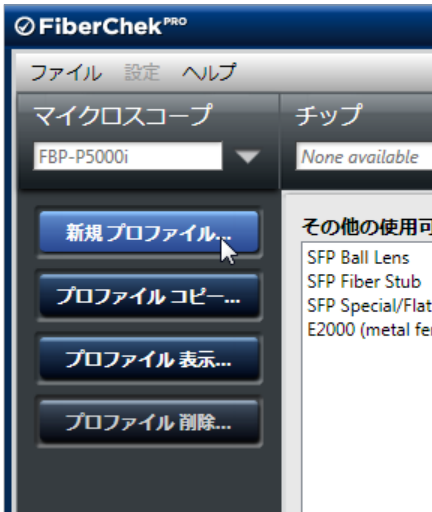 FiberChek PRO
ファイル 設定 ヘルプ
マイクロスコープ チップ
FBP-P5000i None available
新規 プロファイル...
プロファイル コピー...
プロファイル 表示...
プロファイル 削除...
その他の使用可
SFP Ball Lens
SFP Fiber Stub
SFP Special/Flat
E2000 (metal fe